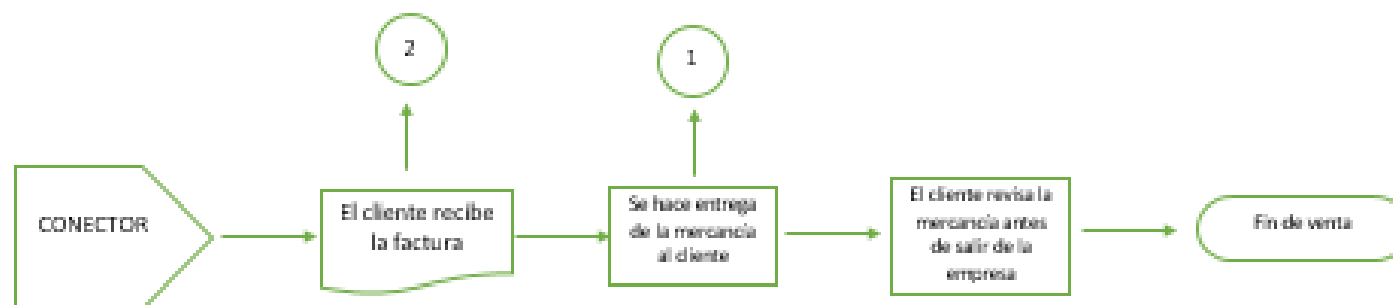 2
1
CONECTOR
El cliente recibe
la factura
Se hace entrega
de la mercancía
al cliente
El cliente revisa la
mercancía antes
de salir de la
empresa
Fin de venta